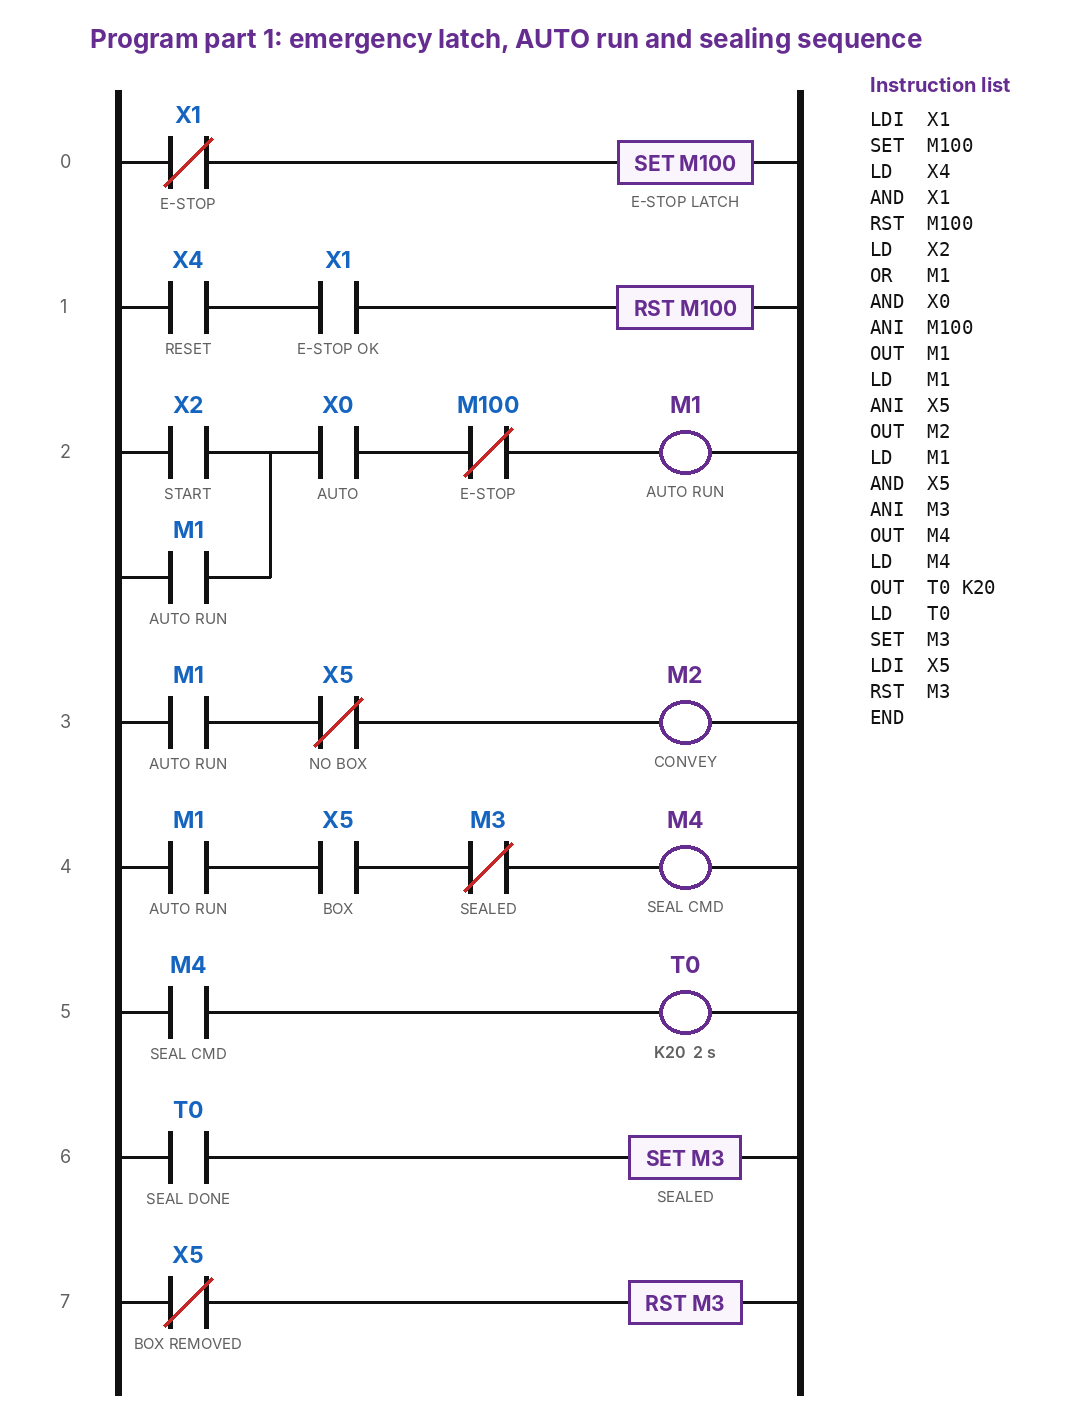 Program part 1: emergency latch, AUTO run and sealing sequence
X1
0
SET M100
E-STOP
E-STOP LATCH
X4 X1
1
RST M100
RESET E-STOP OK
X2 X0 M100 M1
2
START AUTO E-STOP AUTO RUN
M1
AUTO RUN
M1 X5 M2
3
AUTO RUN NO BOX CONVEY
M1 X5 M3 M4
4
AUTO RUN BOX SEALED SEAL CMD
M4 T0
5
SEAL CMD K20 2 s
T0
6
SET M3
SEAL DONE SEALED
X5
7
RST M3
BOX REMOVED
Instruction list
LDI X1
SET M100
LD X4
AND X1
RST M100
LD X2
OR M1
AND X0
ANI M100
OUT M1
LD M1
ANI X5
OUT M2
LD M1
AND X5
ANI M3
OUT M4
LD M4
OUT T0 K20
LD T0
SET M3
LDI X5
RST M3
END